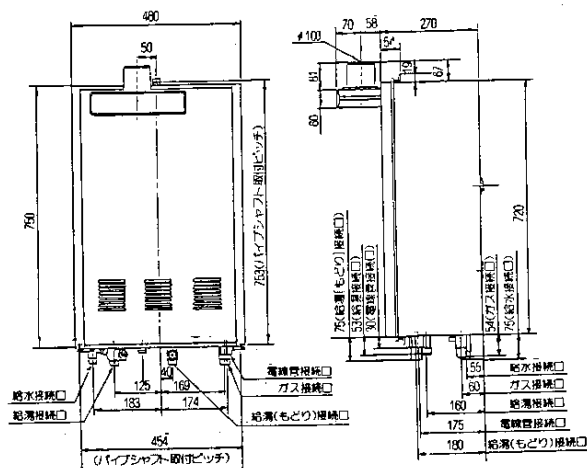 480
50
750
763(パイプシャフト取付ピッチ)
給水接続口
給湯接続口
125
40
169
183
174
454
(パイプシャフト取付ピッチ)
電線管接続口
ガス接続口
給湯(もどり)接続口
70
58
270
φ100
54
19
67
81
60
720
75(給湯[もどり]接続口)
53(給湯接続口)
30(電線管接続口)
54(ガス接続口)
75(給水接続口)
55
給水接続口
60
ガス接続口
160
給湯接続口
175
電線管接続口
180
給湯(もどり)接続口